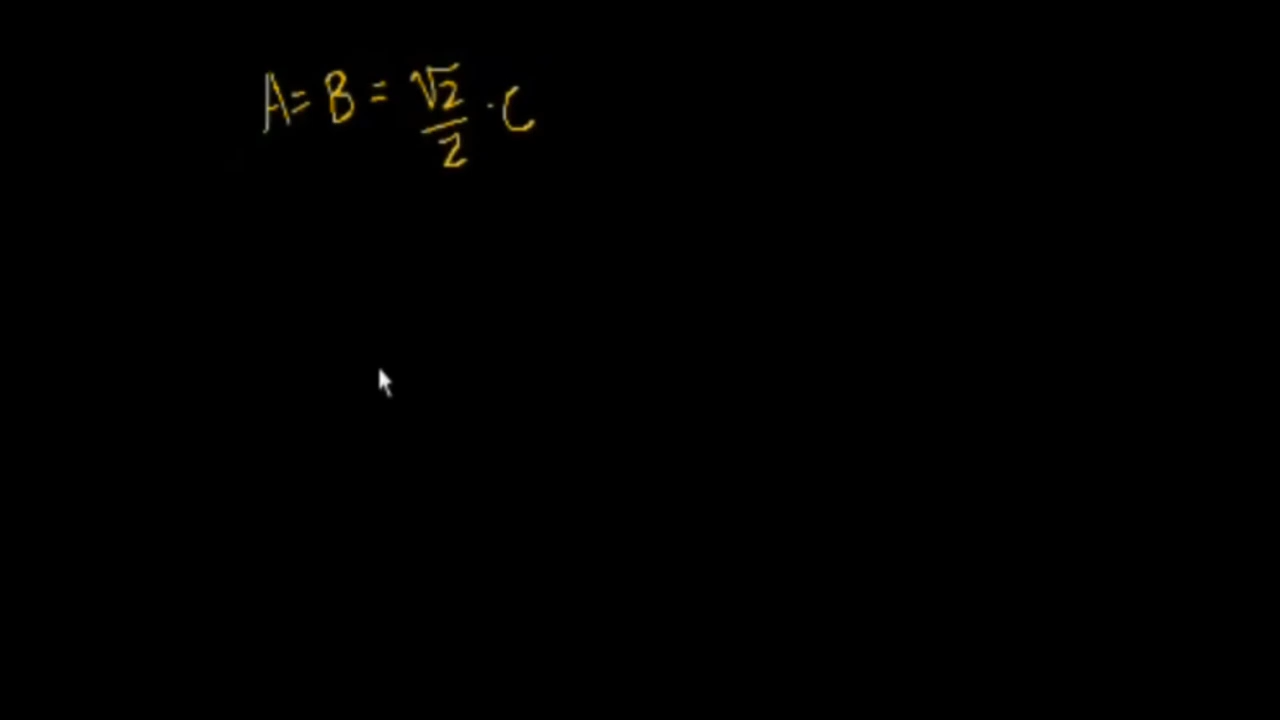 A = B = √2/2 · C